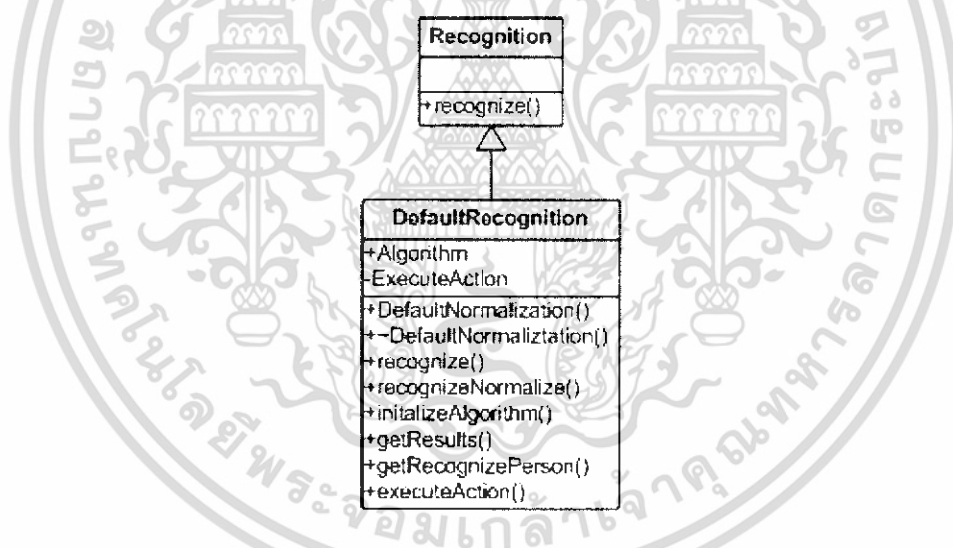 Recognition
+recognize()
DefaultRecognition
+Algorithm
-ExecuteAction
+DefaultNormalization()
+~DefaultNormaliztation()
+recognize()
+recognizeNormalize()
+initalizeAlgorithm()
+getResults()
+getRecognizePerson()
+executeAction()